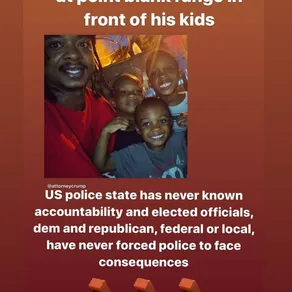 at point blank range in
front of his kids
@attorneycrump
US police state has never known
accountability and elected officials,
dem and republican, federal or local,
have never forced police to face
consequences